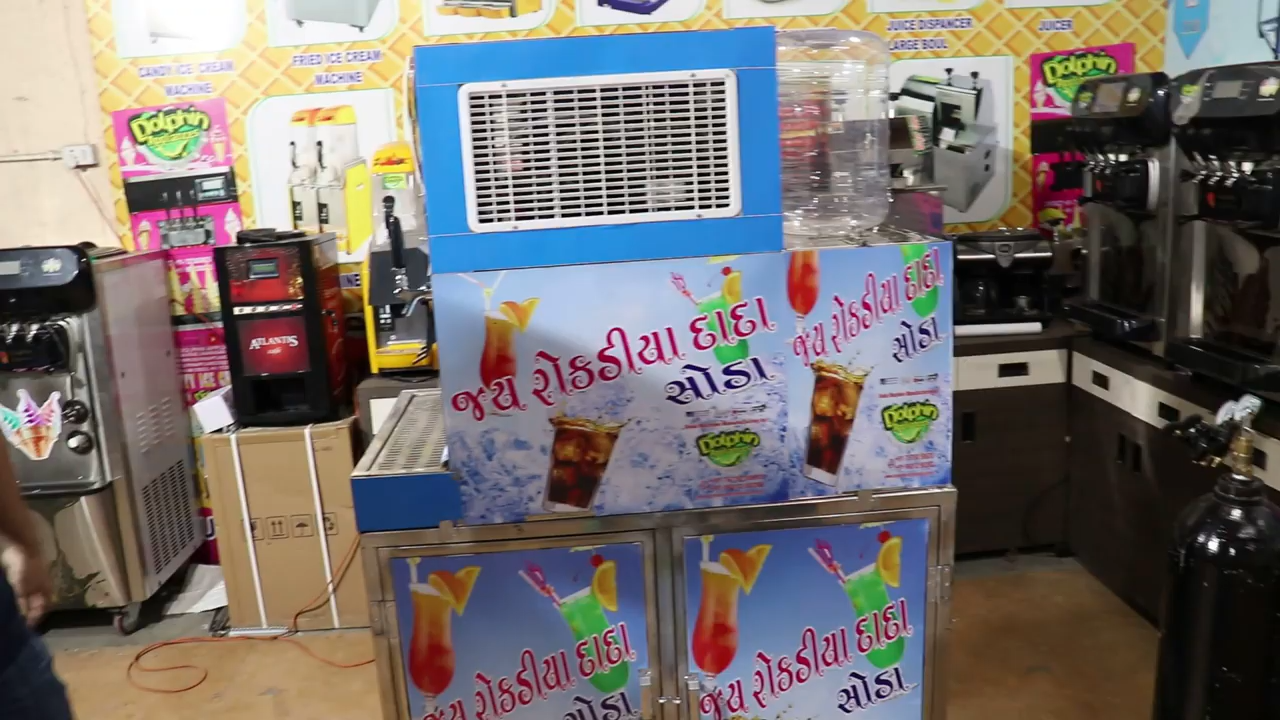 CANDY ICE CREAM
MACHINE
FRIED ICE CREAM
MACHINE
JUICE DISPANCER
LARGE BOUL
JUICER
Dolphin
Dolphin
ATLANTIS
cafe
જય રોકડીયા દાદા
સોડા
Dolphin
જય રોકડીયા દાદા
સોડા
Dolphin
જય રોકડીયા દાદા
સોડા
જય રોકડીયા દાદા
સોડા